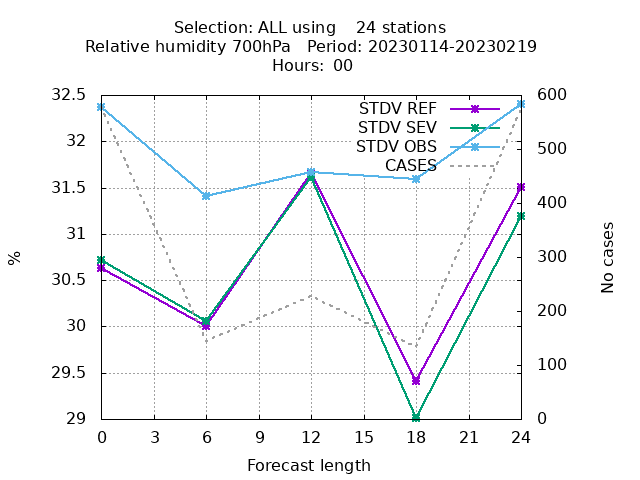 Selection: ALL using    24 stations
Relative humidity 700hPa   Period: 20230114-20230219
Hours:  00
STDV REF
STDV SEV
STDV OBS
CASES
32.5
32
31.5
31
30.5
30
29.5
29
600
500
400
300
200
100
0
%
No cases
0 3 6 9 12 15 18 21 24
Forecast length